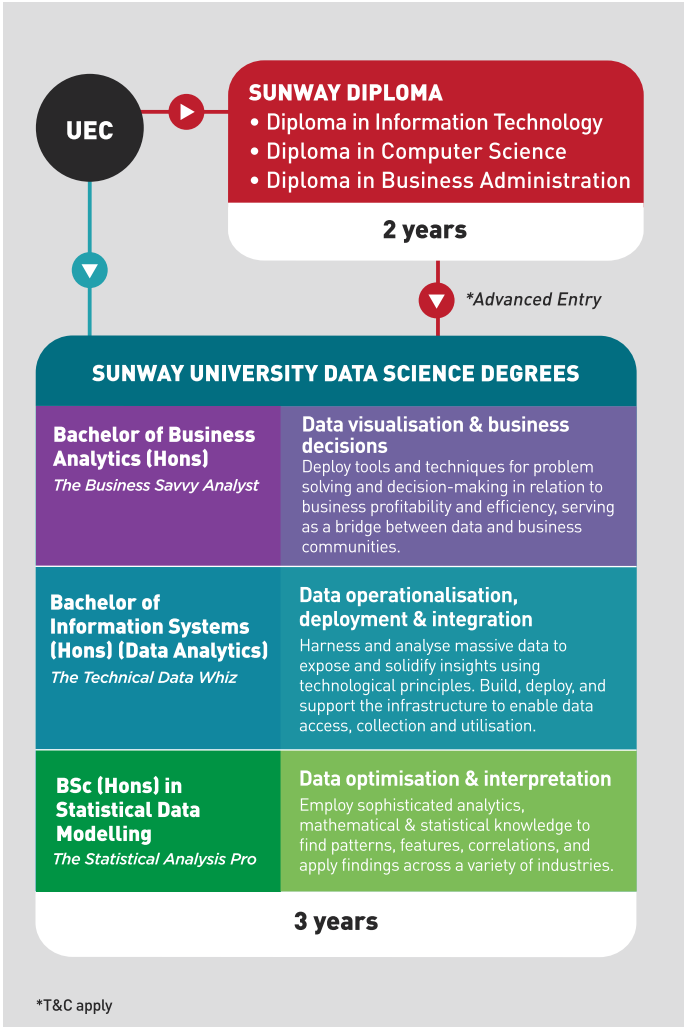 UEC
SUNWAY DIPLOMA
• Diploma in Information Technology
• Diploma in Computer Science
• Diploma in Business Administration
2 years
*Advanced Entry
SUNWAY UNIVERSITY DATA SCIENCE DEGREES
Bachelor of Business
Analytics (Hons)
The Business Savvy Analyst
Data visualisation & business
decisions
Deploy tools and techniques for problem
solving and decision-making in relation to
business profitability and efficiency, serving
as a bridge between data and business
communities.
Bachelor of
Information Systems
(Hons) (Data Analytics)
The Technical Data Whiz
Data operationalisation,
deployment & integration
Harness and analyse massive data to
expose and solidify insights using
technological principles. Build, deploy, and
support the infrastructure to enable data
access, collection and utilisation.
BSc (Hons) in
Statistical Data
Modelling
The Statistical Analysis Pro
Data optimisation & interpretation
Employ sophisticated analytics,
mathematical & statistical knowledge to
find patterns, features, correlations, and
apply findings across a variety of industries.
3 years
*T&C apply